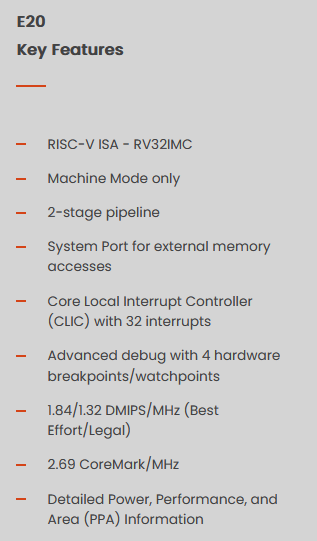 E20
Key Features
RISC-V ISA - RV32IMC
Machine Mode only
2-stage pipeline
System Port for external memory
accesses
Core Local Interrupt Controller
(CLIC) with 32 interrupts
Advanced debug with 4 hardware
breakpoints/watchpoints
1.84/1.32 DMIPS/MHz (Best
Effort/Legal)
2.69 CoreMark/MHz
Detailed Power, Performance, and
Area (PPA) Information